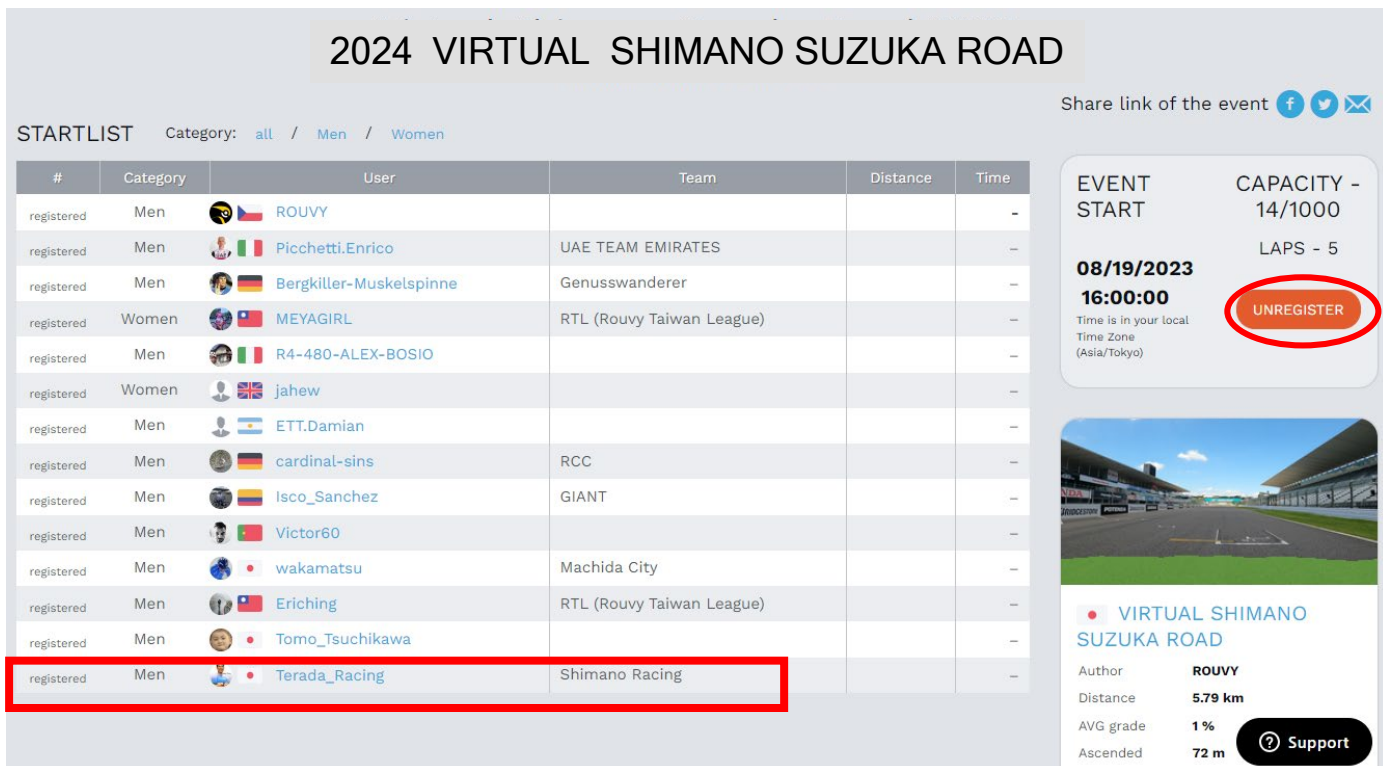 2024 VIRTUAL SHIMANO SUZUKA ROAD
Share link of the event
STARTLIST Category: all / Men / Women
# Category User Team Distance Time
registered Men ROUVY -
registered Men Picchetti.Enrico UAE TEAM EMIRATES -
registered Men Bergkiller-Muskelspinne Genusswanderer -
registered Women MEYAGIRL RTL (Rouvy Taiwan League) -
registered Men R4-480-ALEX-BOSIO -
registered Women jahew -
registered Men ETT.Damian -
registered Men cardinal-sins RCC -
registered Men Isco_Sanchez GIANT -
registered Men Victor60 -
registered Men wakamatsu Machida City -
registered Men Eriching RTL (Rouvy Taiwan League) -
registered Men Tomo_Tsuchikawa -
registered Men Terada_Racing Shimano Racing -
EVENT START
08/19/2023
16:00:00
Time is in your local
Time Zone
(Asia/Tokyo)
CAPACITY -
14/1000
LAPS - 5
UNREGISTER
BRIDGESTONE POTENZA
VIRTUAL SHIMANO
SUZUKA ROAD
Author ROUVY
Distance 5.79 km
AVG grade 1 %
Ascended 72 m
Support